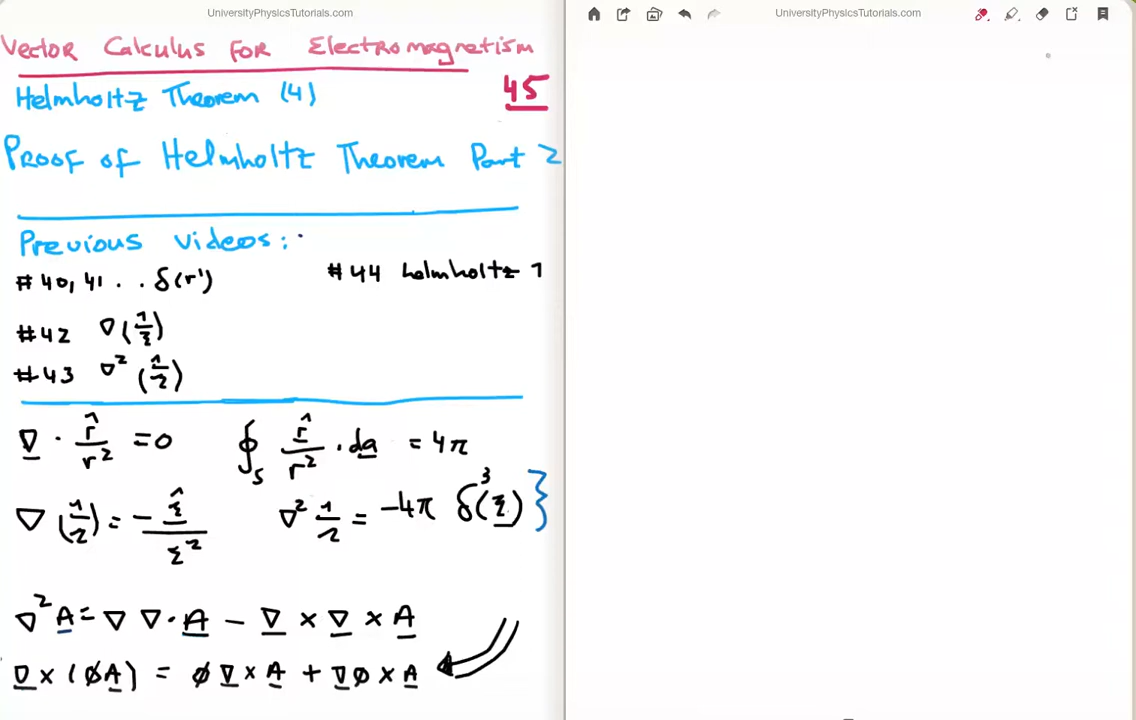 UniversityPhysicsTutorials.com
Vector Calculus for Electromagnetism
Helmholtz Theorem (4)
45
Proof of Helmholtz Theorem Part 2
Previous videos:
#40,41 . . δ(r')
#44 helmholtz 1
#42 ∇(1/𝓇)
#43 ∇² (1/𝓇)
∇ · r̂/r² = 0
∮_S r̂/r² · da = 4π
∇ (1/𝓇) = - 𝓇̂/𝓇²
∇² 1/𝓇 = -4π δ³(𝓇)
∇²A = ∇ ∇·A - ∇ × ∇ × A
∇ × (ØA) = Ø ∇ × A + ∇Ø × A
UniversityPhysicsTutorials.com